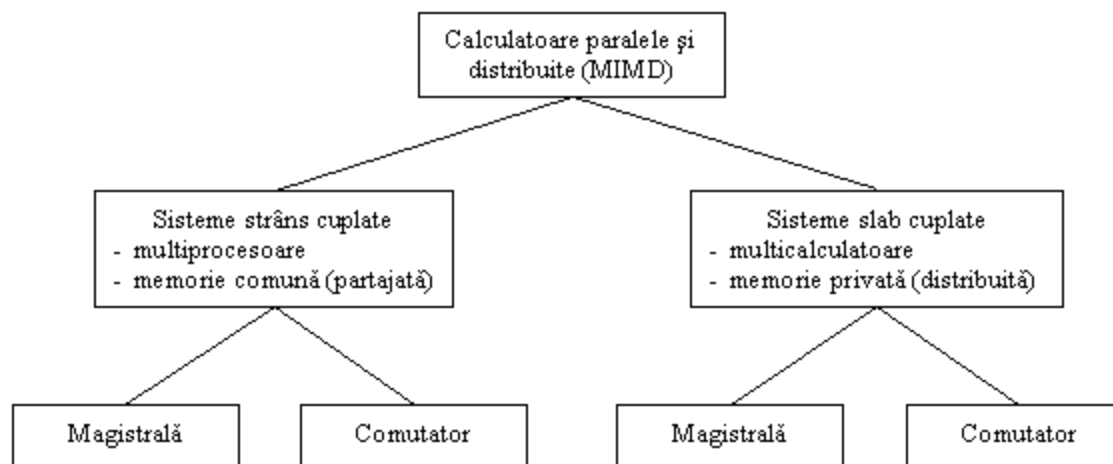 Calculatoare paralele şi
distribuite (MIMD)
Sisteme strâns cuplate
- multiprocesoare
- memorie comună (partajată)
Sisteme slab cuplate
- multicalculatoare
- memorie privată (distribuită)
Magistrală
Comutator
Magistrală
Comutator